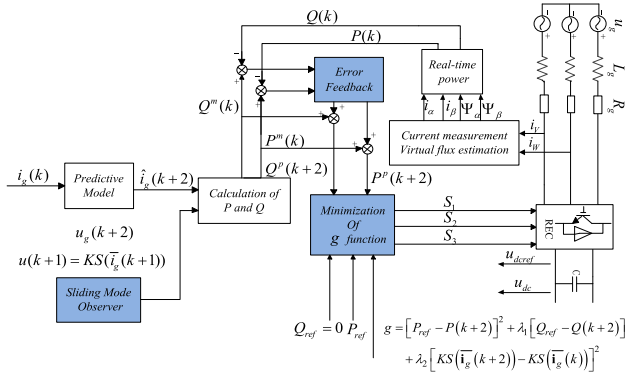 Q(k)
P(k)
Real-time
power
Error
Feedback
Q^m(k)
P^m(k)
Q^p(k+2)
P^p(k+2)
i_α i_β Ψ_α Ψ_β
Current measurement
Virtual flux estimation
i_V
i_W
u_g
L_g
R_g
i_g(k)
Predictive
Model
î_g(k+2)
Calculation of
P and Q
u_g(k+2)
u(k+1) = KS(i̅_g(k+1))
Sliding Mode
Observer
Minimization
Of
g function
S_1
S_2
S_3
REC
u_dcref
u_dc
C
Q_ref = 0 P_ref
g = [P_ref − P(k+2)]^2 + λ_1[Q_ref − Q(k+2)]
+ λ_2[KS(i̅_g(k+2)) − KS(i̅_g(k))]^2